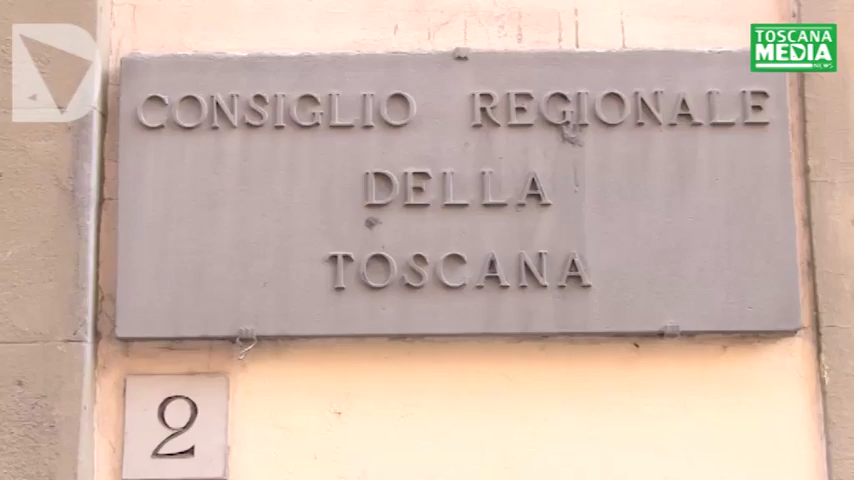 TOSCANA
MEDIA
NEWS
CONSIGLIO REGIONALE
DELLA
TOSCANA
2